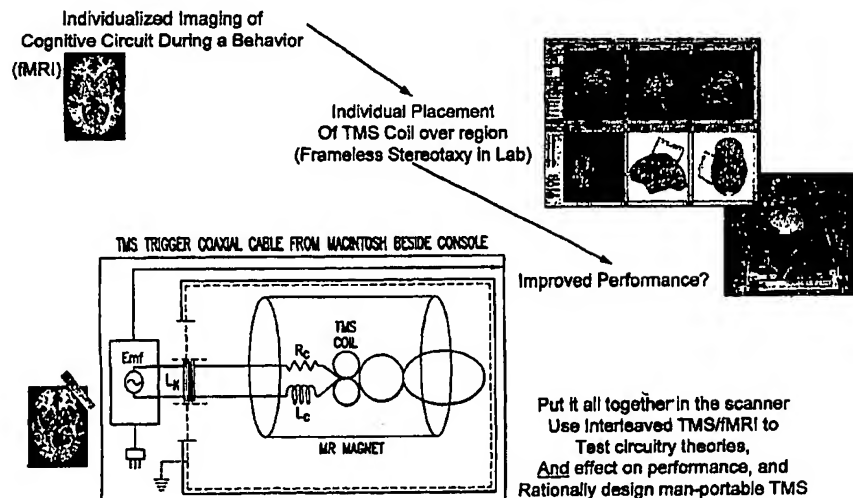 Individualized Imaging of
Cognitive Circuit During a Behavior
(fMRI)
Individual Placement
Of TMS Coil over region
(Frameless Stereotaxy in Lab)
TMS TRIGGER COAXIAL CABLE FROM MACINTOSH BESIDE CONSOLE
Improved Performance?
Emf
L_K
R_C
L_C
TMS
COIL
MR MAGNET
Put it all together in the scanner
Use Interleaved TMS/fMRI to
Test circuitry theories,
And effect on performance, and
Rationally design man-portable TMS